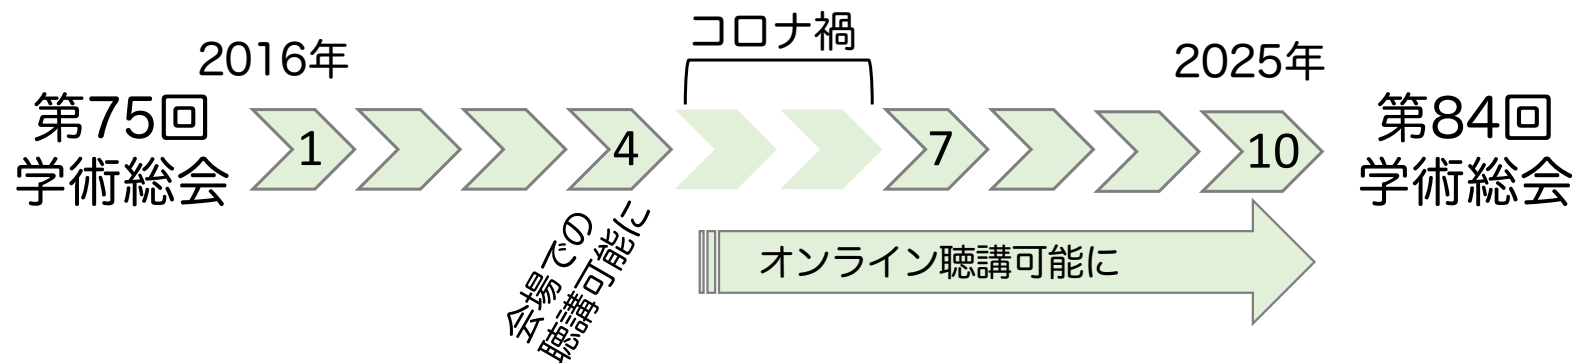 コロナ禍
2016年
2025年
第75回
学術総会
1
4
7
10
第84回
学術総会
会場での
聴講可能に
オンライン聴講可能に